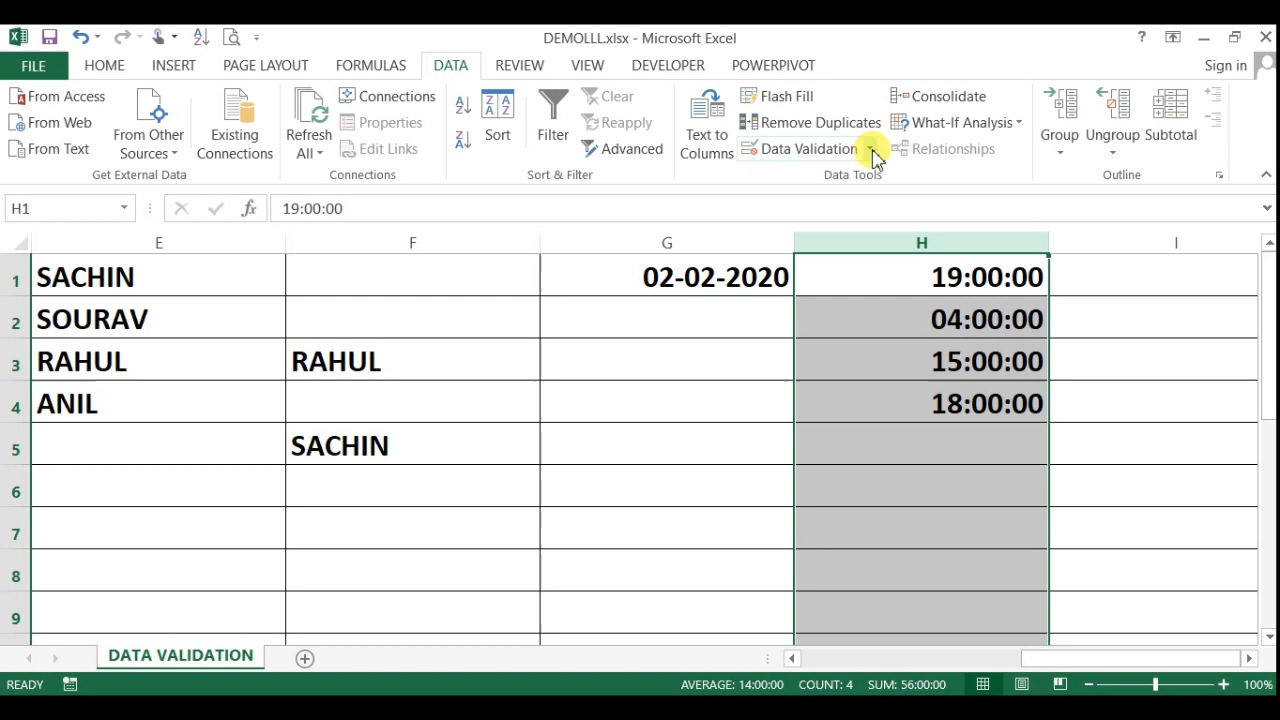 DEMOLLL.xlsx - Microsoft Excel
FILE HOME INSERT PAGE LAYOUT FORMULAS DATA REVIEW VIEW DEVELOPER POWERPIVOT Sign in
From Access
From Web
From Text
From Other
Sources
Existing
Connections
Get External Data
Refresh
All
Connections
Properties
Edit Links
Connections
Sort
Filter
Clear
Reapply
Advanced
Sort & Filter
Text to
Columns
Flash Fill
Remove Duplicates
Data Validation
Consolidate
What-If Analysis
Relationships
Data Tools
Group
Ungroup
Subtotal
Outline
H1 fx 19:00:00
E F G H I
1 SACHIN 02-02-2020 19:00:00
2 SOURAV 04:00:00
3 RAHUL RAHUL 15:00:00
4 ANIL 18:00:00
5 SACHIN
6
7
8
9
DATA VALIDATION
READY AVERAGE: 14:00:00 COUNT: 4 SUM: 56:00:00 100%